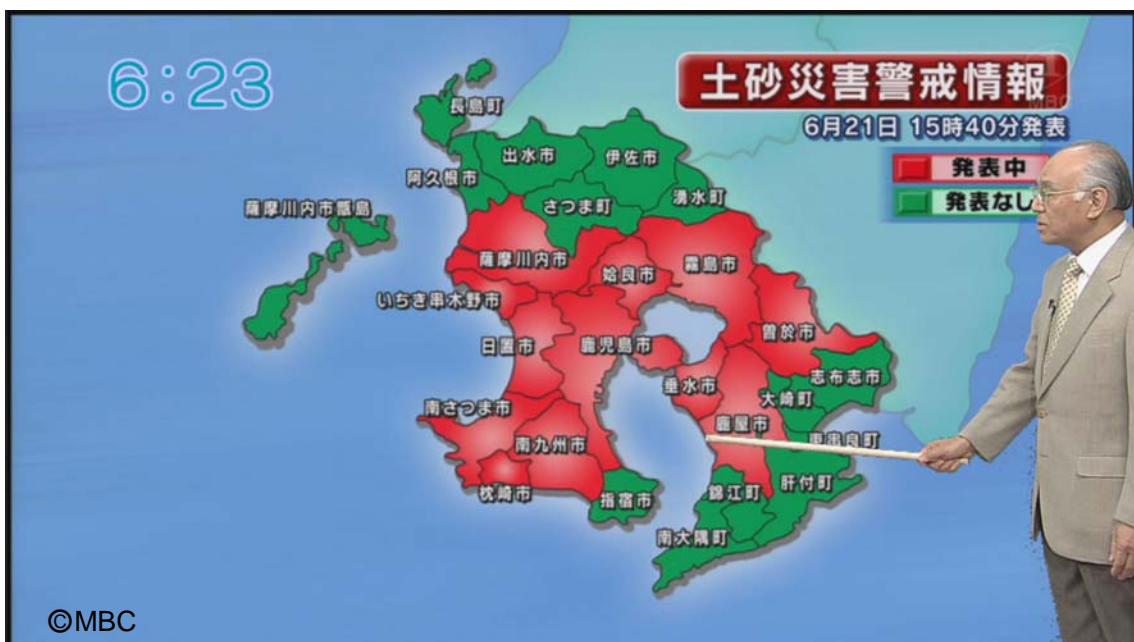 6:23
土砂災害警戒情報
MBC
6月21日 15時40分発表
発表中
発表なし
長島町
出水市
伊佐市
阿久根市
湧水町
さつま町
薩摩川内市甑島
薩摩川内市
姶良市
霧島市
いちき串木野市
日置市
鹿児島市
曽於市
垂水市
志布志市
大崎町
南さつま市
鹿屋市
南九州市
東串良町
枕崎市
指宿市
錦江町
肝付町
南大隅町
©MBC